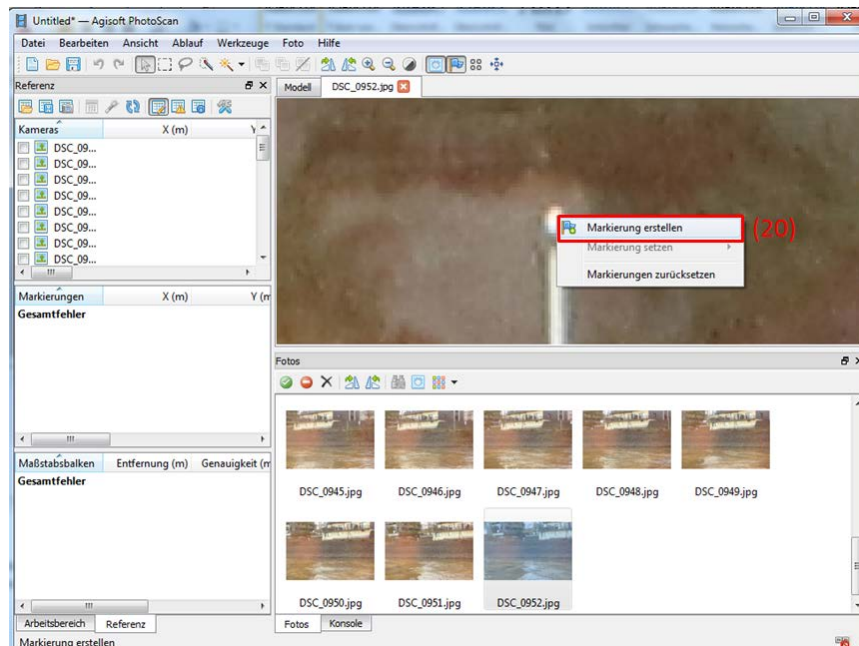 Untitled* — Agisoft PhotoScan
Datei Bearbeiten Ansicht Ablauf Werkzeuge Foto Hilfe
Referenz
Modell DSC_0952.jpg
Kameras X (m) Y
DSC_09...
DSC_09...
DSC_09...
DSC_09...
DSC_09...
DSC_09...
DSC_09...
DSC_09...
Markierung erstellen (20)
Markierung setzen
Markierungen zurücksetzen
Markierungen X (m) Y (m
Gesamtfehler
Fotos
DSC_0945.jpg DSC_0946.jpg DSC_0947.jpg DSC_0948.jpg DSC_0949.jpg
Maßstabsbalken Entfernung (m) Genauigkeit (m
Gesamtfehler
DSC_0950.jpg DSC_0951.jpg DSC_0952.jpg
Arbeitsbereich Referenz
Fotos Konsole
Markierung erstellen